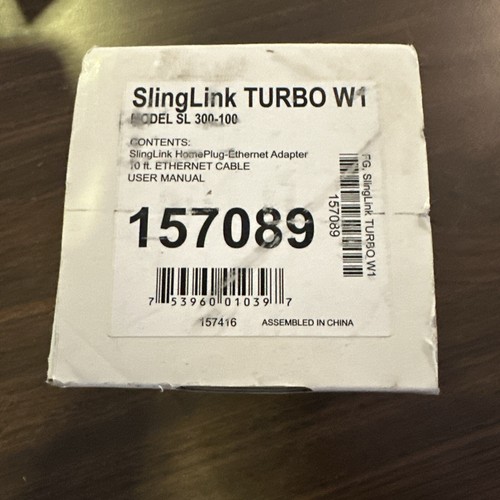 SlingLink TURBO W1
MODEL SL 300-100
CONTENTS:
SlingLink HomePlug-Ethernet Adapter
10 ft. ETHERNET CABLE
USER MANUAL
157089
7 53960 01039 7
157416 ASSEMBLED IN CHINA
FG, SlingLink TURBO W1
157089